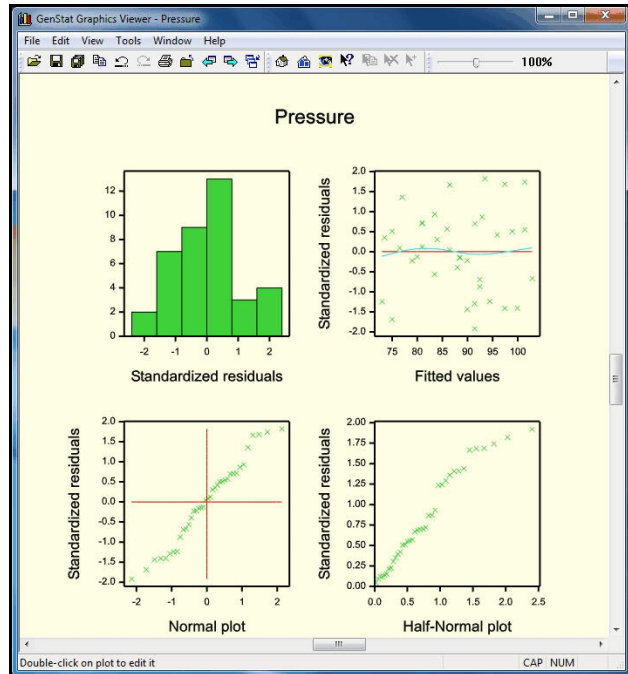 GenStat Graphics Viewer - Pressure
File Edit View Tools Window Help
100%
Pressure
12
10
8
6
4
2
0
-2 -1 0 1 2
Standardized residuals
Standardized residuals
2.0
1.5
1.0
0.5
0.0
-0.5
-1.0
-1.5
-2.0
75 80 85 90 95 100
Fitted values
Standardized residuals
2.0
1.5
1.0
0.5
0.0
-0.5
-1.0
-1.5
-2.0
-2 -1 0 1 2
Normal plot
Standardized residuals
2.00
1.75
1.50
1.25
1.00
0.75
0.50
0.25
0.00
0.0 0.5 1.0 1.5 2.0 2.5
Half-Normal plot
Double-click on plot to edit it
CAP NUM